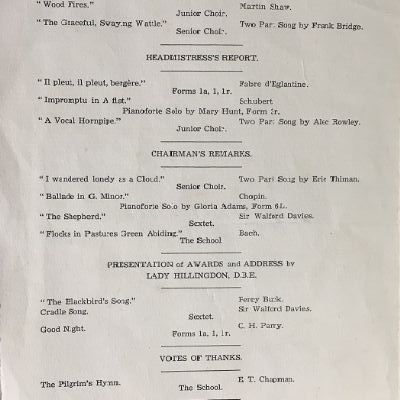 "Wood Fires." Martin Shaw.
Junior Choir.
"The Graceful, Swaying Wattle." Two Part Song by Frank Bridge.
Senior Choir.
HEADMISTRESS'S REPORT.
"Il pleut, il pleut, bergère." Fabre d'Eglantine.
Forms 1a, 1, 1r.
"Impromptu in A flat." Schubert
Pianoforte Solo by Mary Hunt, Form 1r.
"A Vocal Hornpipe." Two Part Song by Alec Rowley.
Junior Choir.
CHAIRMAN'S REMARKS.
"I wandered lonely as a Cloud." Two Part Song by Eric Thiman.
Senior Choir.
"Ballade in G. Minor." Chopin.
Pianoforte Solo by Gloria Adams, Form 6L.
"The Shepherd." Sir Walford Davies.
Sextet.
"Flocks in Pastures Green Abiding." Bach.
The School
PRESENTATION of AWARDS and ADDRESS by
LADY HILLINGDON, D.B.E.
"The Blackbird's Song." Percy Buck.
Cradle Song. Sir Walford Davies.
Sextet.
Good Night. C. H. Parry.
Forms 1a, 1, 1r.
VOTES OF THANKS.
The Pilgrim's Hymn. E. T. Chapman.
The School.